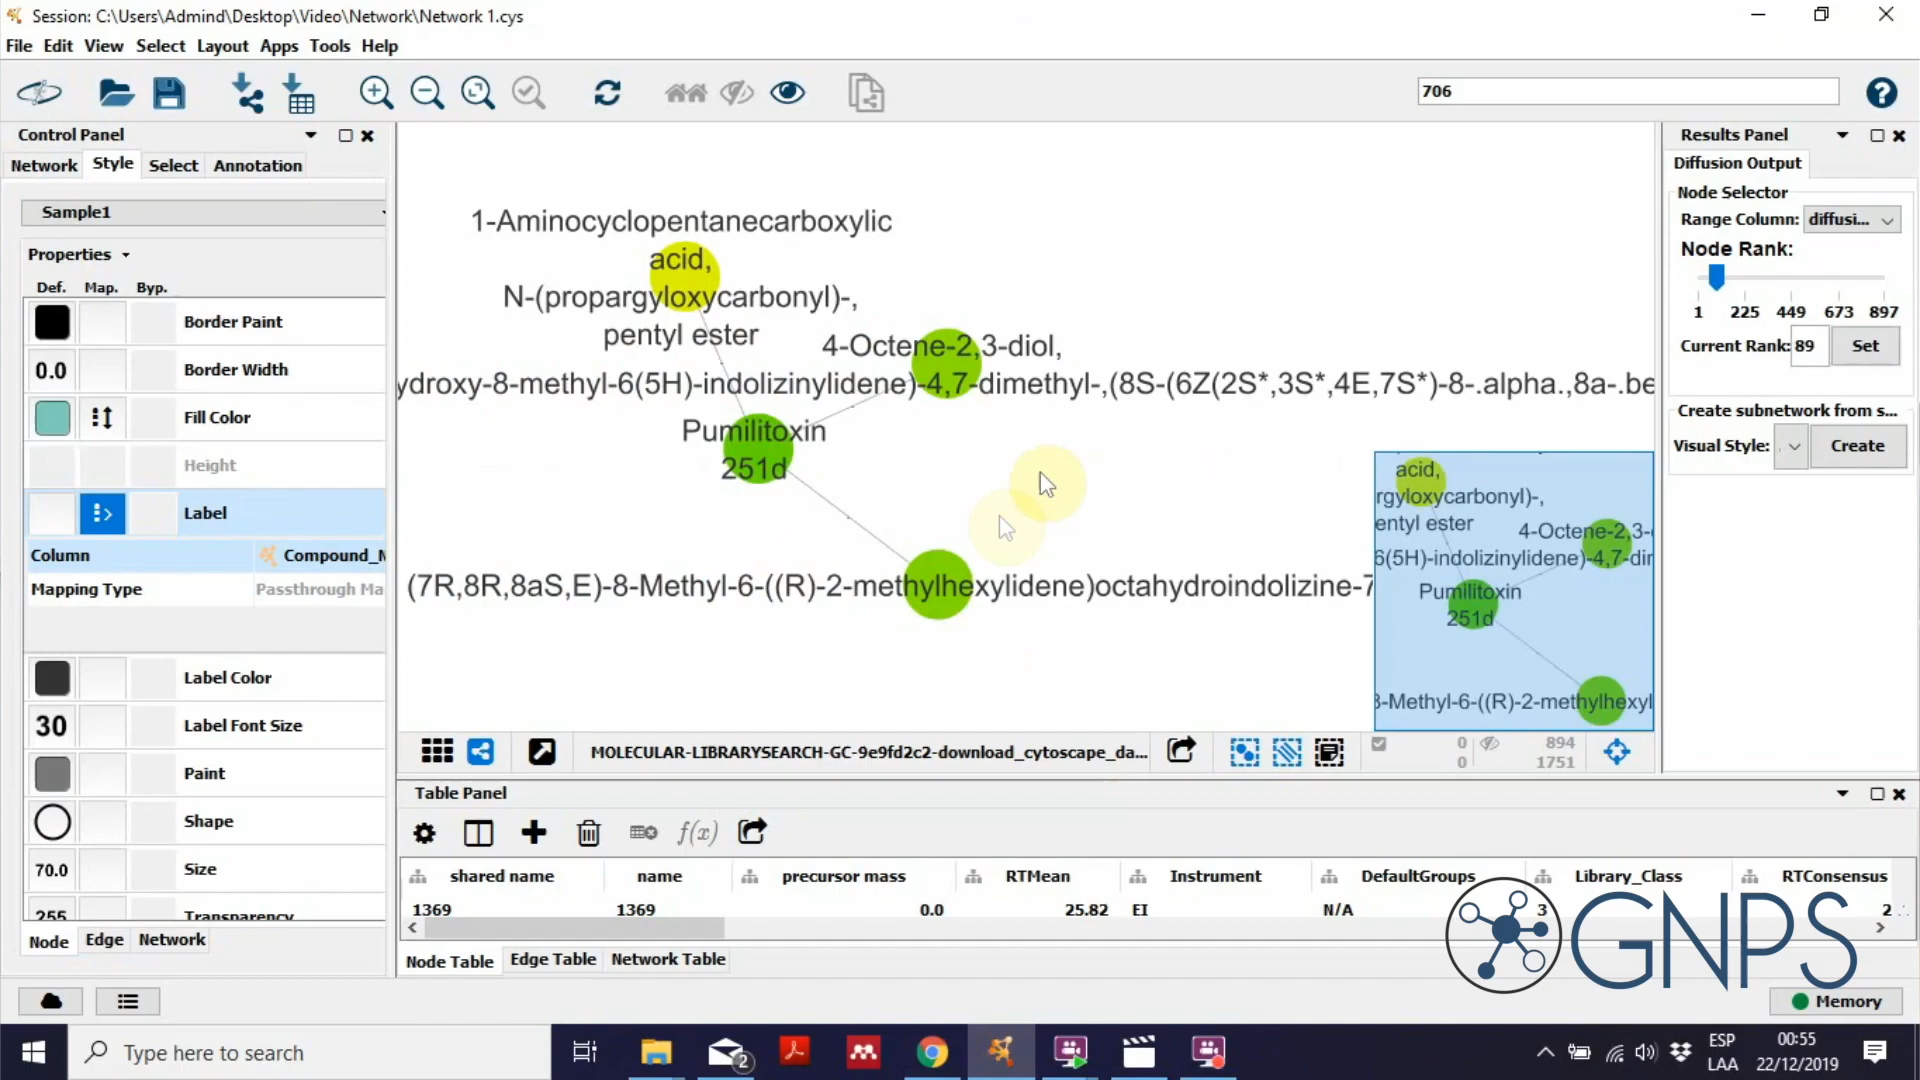 Session: C:\Users\Admind\Desktop\Video\Network\Network 1.cys
File Edit View Select Layout Apps Tools Help
706
Control Panel
Network Style Select Annotation
Sample1
Properties
Def. Map. Byp.
Border Paint
0.0 Border Width
Fill Color
Height
Label
Column Compound_N
Mapping Type Passthrough Ma
Label Color
30 Label Font Size
Paint
Shape
70.0 Size
255 Transparency
Node Edge Network
1-Aminocyclopentanecarboxylic
acid,
N-(propargyloxycarbonyl)-,
pentyl ester
4-Octene-2,3-diol,
ydroxy-8-methyl-6(5H)-indolizinylidene)-4,7-dimethyl-,(8S-(6Z(2S*,3S*,4E,7S*)-8-.alpha.,8a-.be
Pumilitoxin
251d
(7R,8R,8aS,E)-8-Methyl-6-((R)-2-methylhexylidene)octahydroindolizine-7
acid,
rgyloxycarbonyl)-,
entyl ester
4-Octene-2,3-
6(5H)-indolizinylidene)-4,7-dir
Pumilitoxin
251d
3-Methyl-6-((R)-2-methylhexyl
MOLECULAR-LIBRARYSEARCH-GC-9e9fd2c2-download_cytoscape_da...
0 894
0 1751
Results Panel
Diffusion Output
Node Selector
Range Column: diffusi...
Node Rank:
1 225 449 673 897
Current Rank: 89 Set
Create subnetwork from s...
Visual Style: . Create
Table Panel
f(x)
shared name name precursor mass RTMean Instrument DefaultGroups Library_Class RTConsensus
1369 1369 0.0 25.82 EI N/A 3 2
Node Table Edge Table Network Table
GNPS
Memory
Type here to search
2
ESP
LAA
00:55
22/12/2019